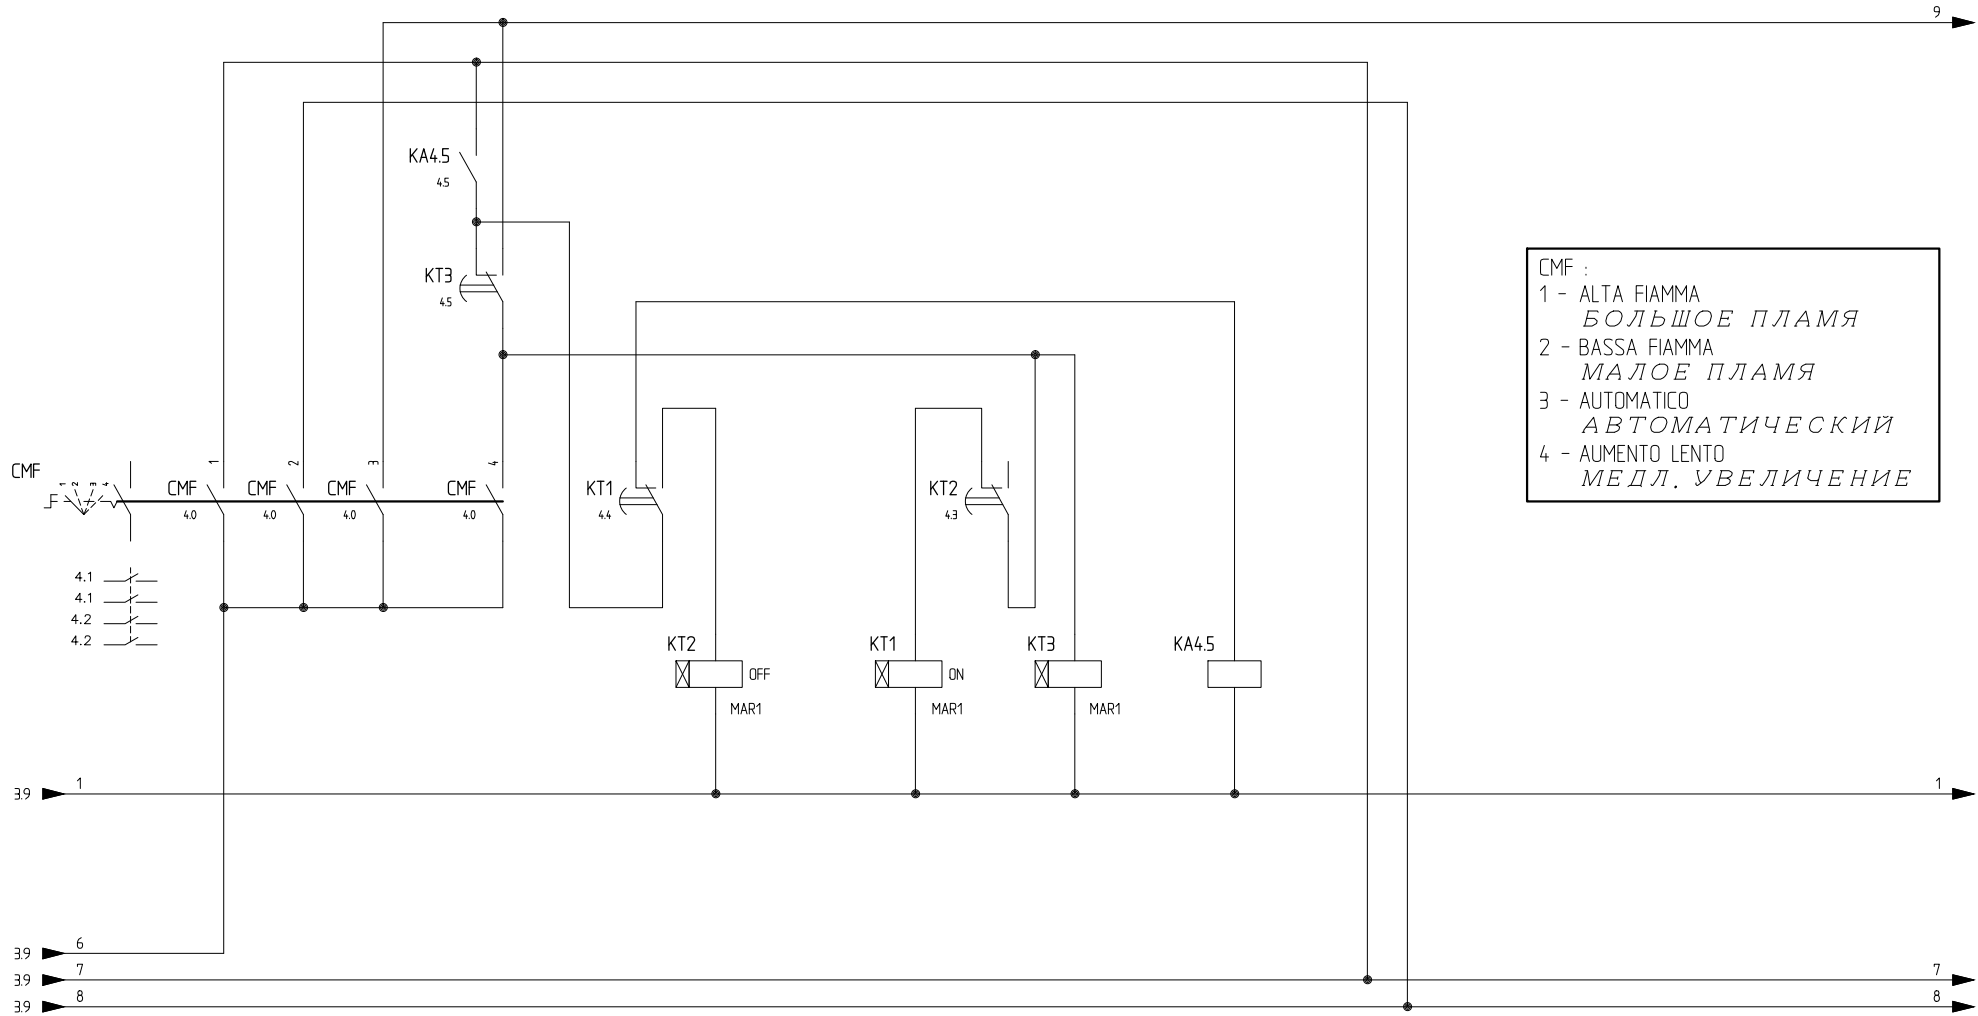 9
KA4.5
4.5
KT3
4.5
CMF :
1 - ALTA FIAMMA
БОЛЬШОЕ ПЛАМЯ
2 - BASSA FIAMMA
МАЛОЕ ПЛАМЯ
3 - AUTOMATICO
АВТОМАТИЧЕСКИЙ
4 - AUMENTO LENTO
МЕДЛ. УВЕЛИЧЕНИЕ
1 2 3 4
CMF
1 2 3 4
CMF CMF CMF CMF KT1 KT2
4.0 4.0 4.0 4.0 4.4 4.3
4.1
4.1
4.2
4.2
KT2 KT1 KT3 KA4.5
OFF ON
MAR1 MAR1 MAR1
3.9 1 1
3.9 6
3.9 7 7
3.9 8 8